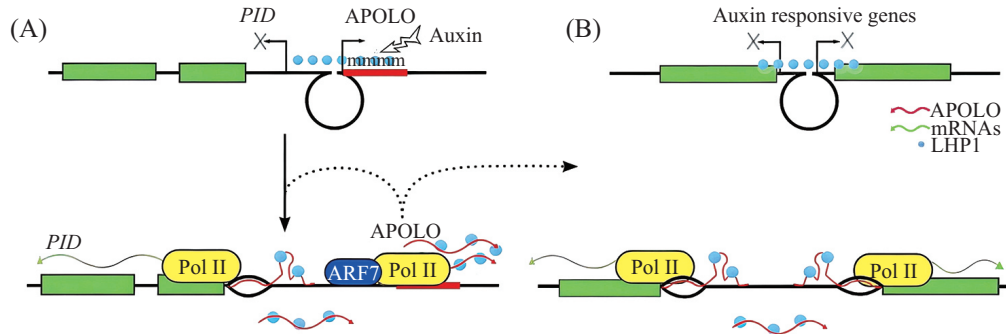 (A)
PID
APOLO
Auxin
mmmm
PID
Pol II
ARF7
APOLO
Pol II
(B)
Auxin responsive genes
APOLO
mRNAs
LHP1
Pol II
Pol II